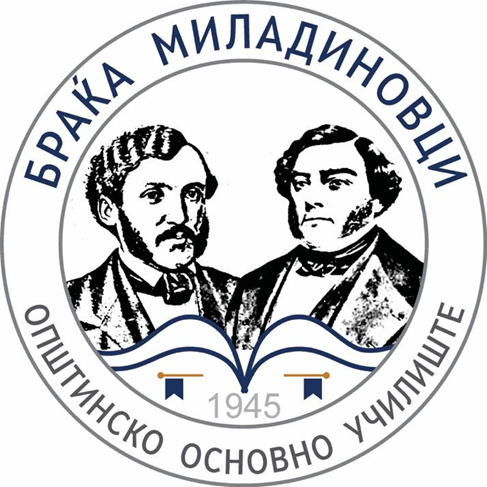 БРАЌА МИЛАДИНОВЦИ
1945
ОПШТИНСКО ОСНОВНО УЧИЛИШТЕ